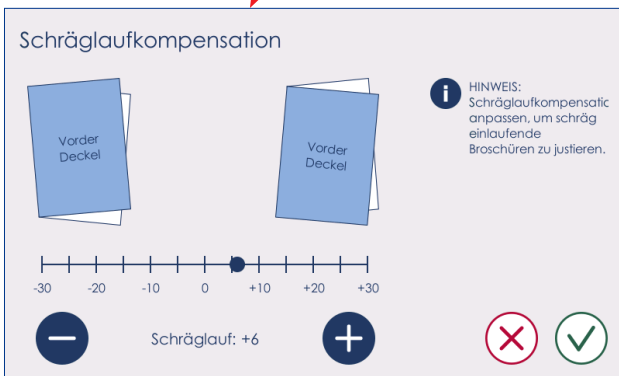 Schräglaufkompensation
Vorder
Deckel
Vorder
Deckel
HINWEIS:
Schräglaufkompensatic
anpassen, um schräg
einlaufende
Broschüren zu justieren.
-30 -20 -10 0 +10 +20 +30
Schräglauf: +6